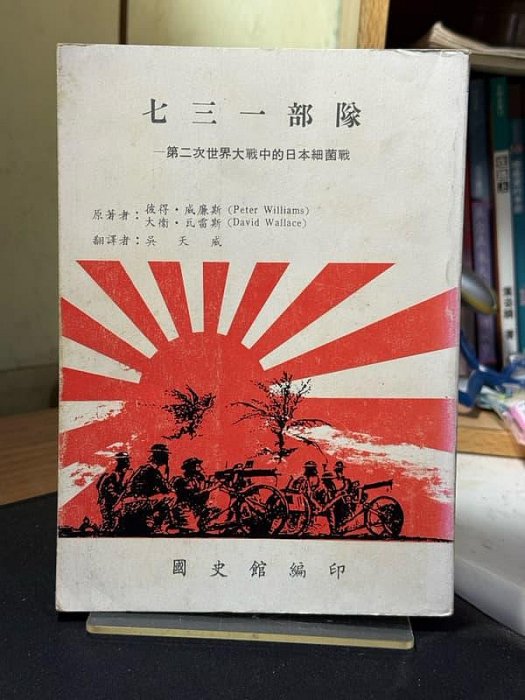 七三一部隊
—第二次世界大戰中的日本細菌戰
原著者：彼得·威廉斯 (Peter Williams)
大衛·瓦雷斯 (David Wallace)
翻譯者：吳天威
國史館編印